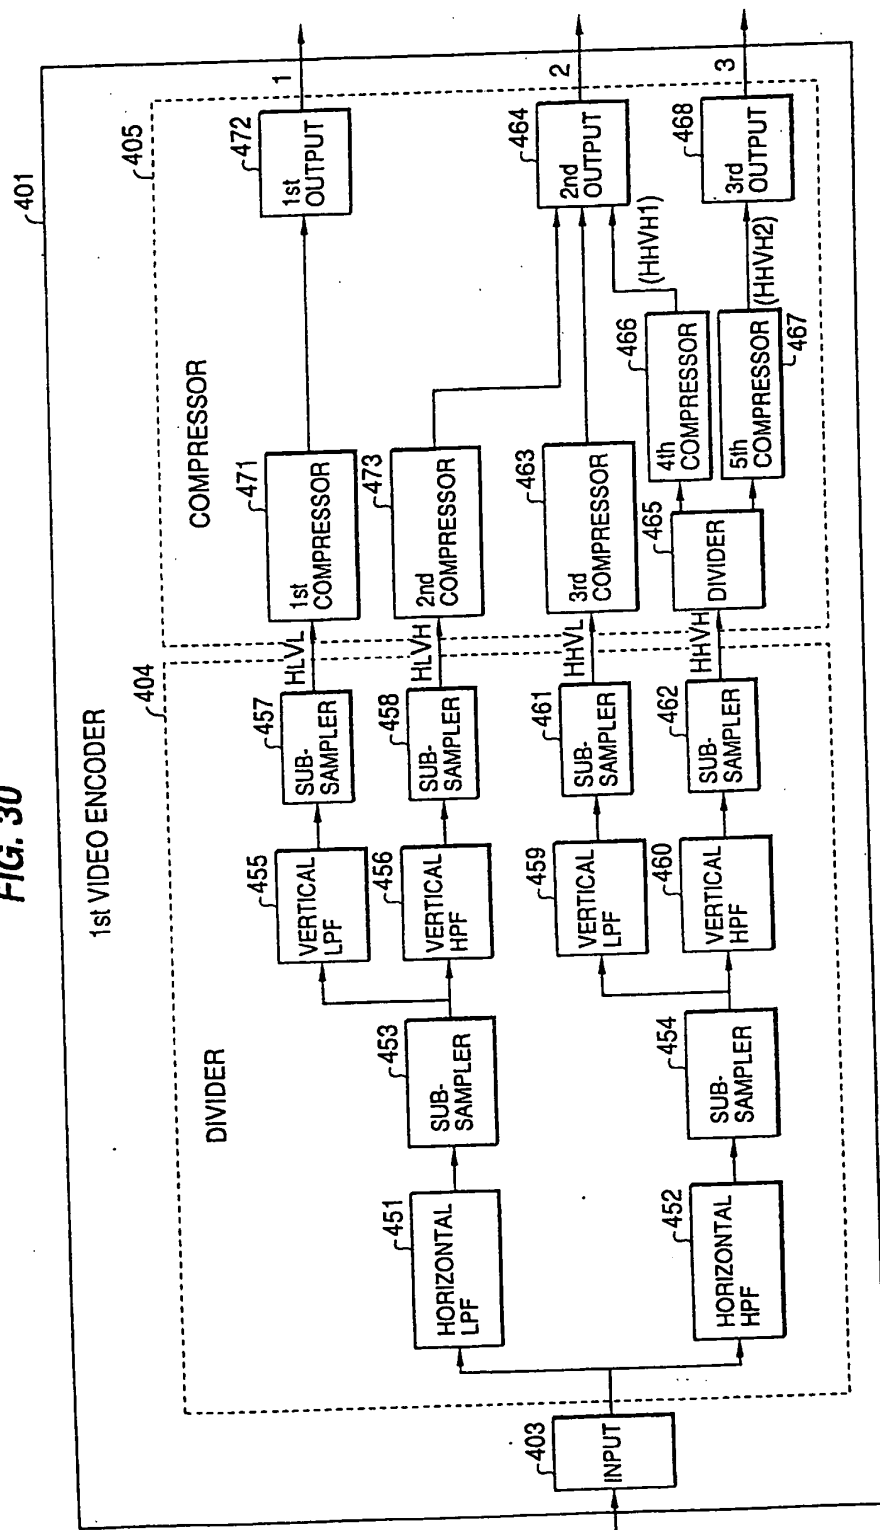 FIG. 30
1st VIDEO ENCODER
401
403
INPUT
404
DIVIDER
451
HORIZONTAL
LPF
452
HORIZONTAL
HPF
453
SUB-
SAMPLER
454
SUB-
SAMPLER
455
VERTICAL
LPF
456
VERTICAL
HPF
459
VERTICAL
LPF
460
VERTICAL
HPF
457
SUB-
SAMPLER
458
SUB-
SAMPLER
461
SUB-
SAMPLER
462
SUB-
SAMPLER
HLVL
HLVH
HHVL
HHVH
405
COMPRESSOR
471
1st
COMPRESSOR
473
2nd
COMPRESSOR
463
3rd
COMPRESSOR
465
DIVIDER
466
4th
COMPRESSOR
5th
COMPRESSOR
467
(HHVH1)
(HHVH2)
472
1st
OUTPUT
464
2nd
OUTPUT
468
3rd
OUTPUT
1
2
3